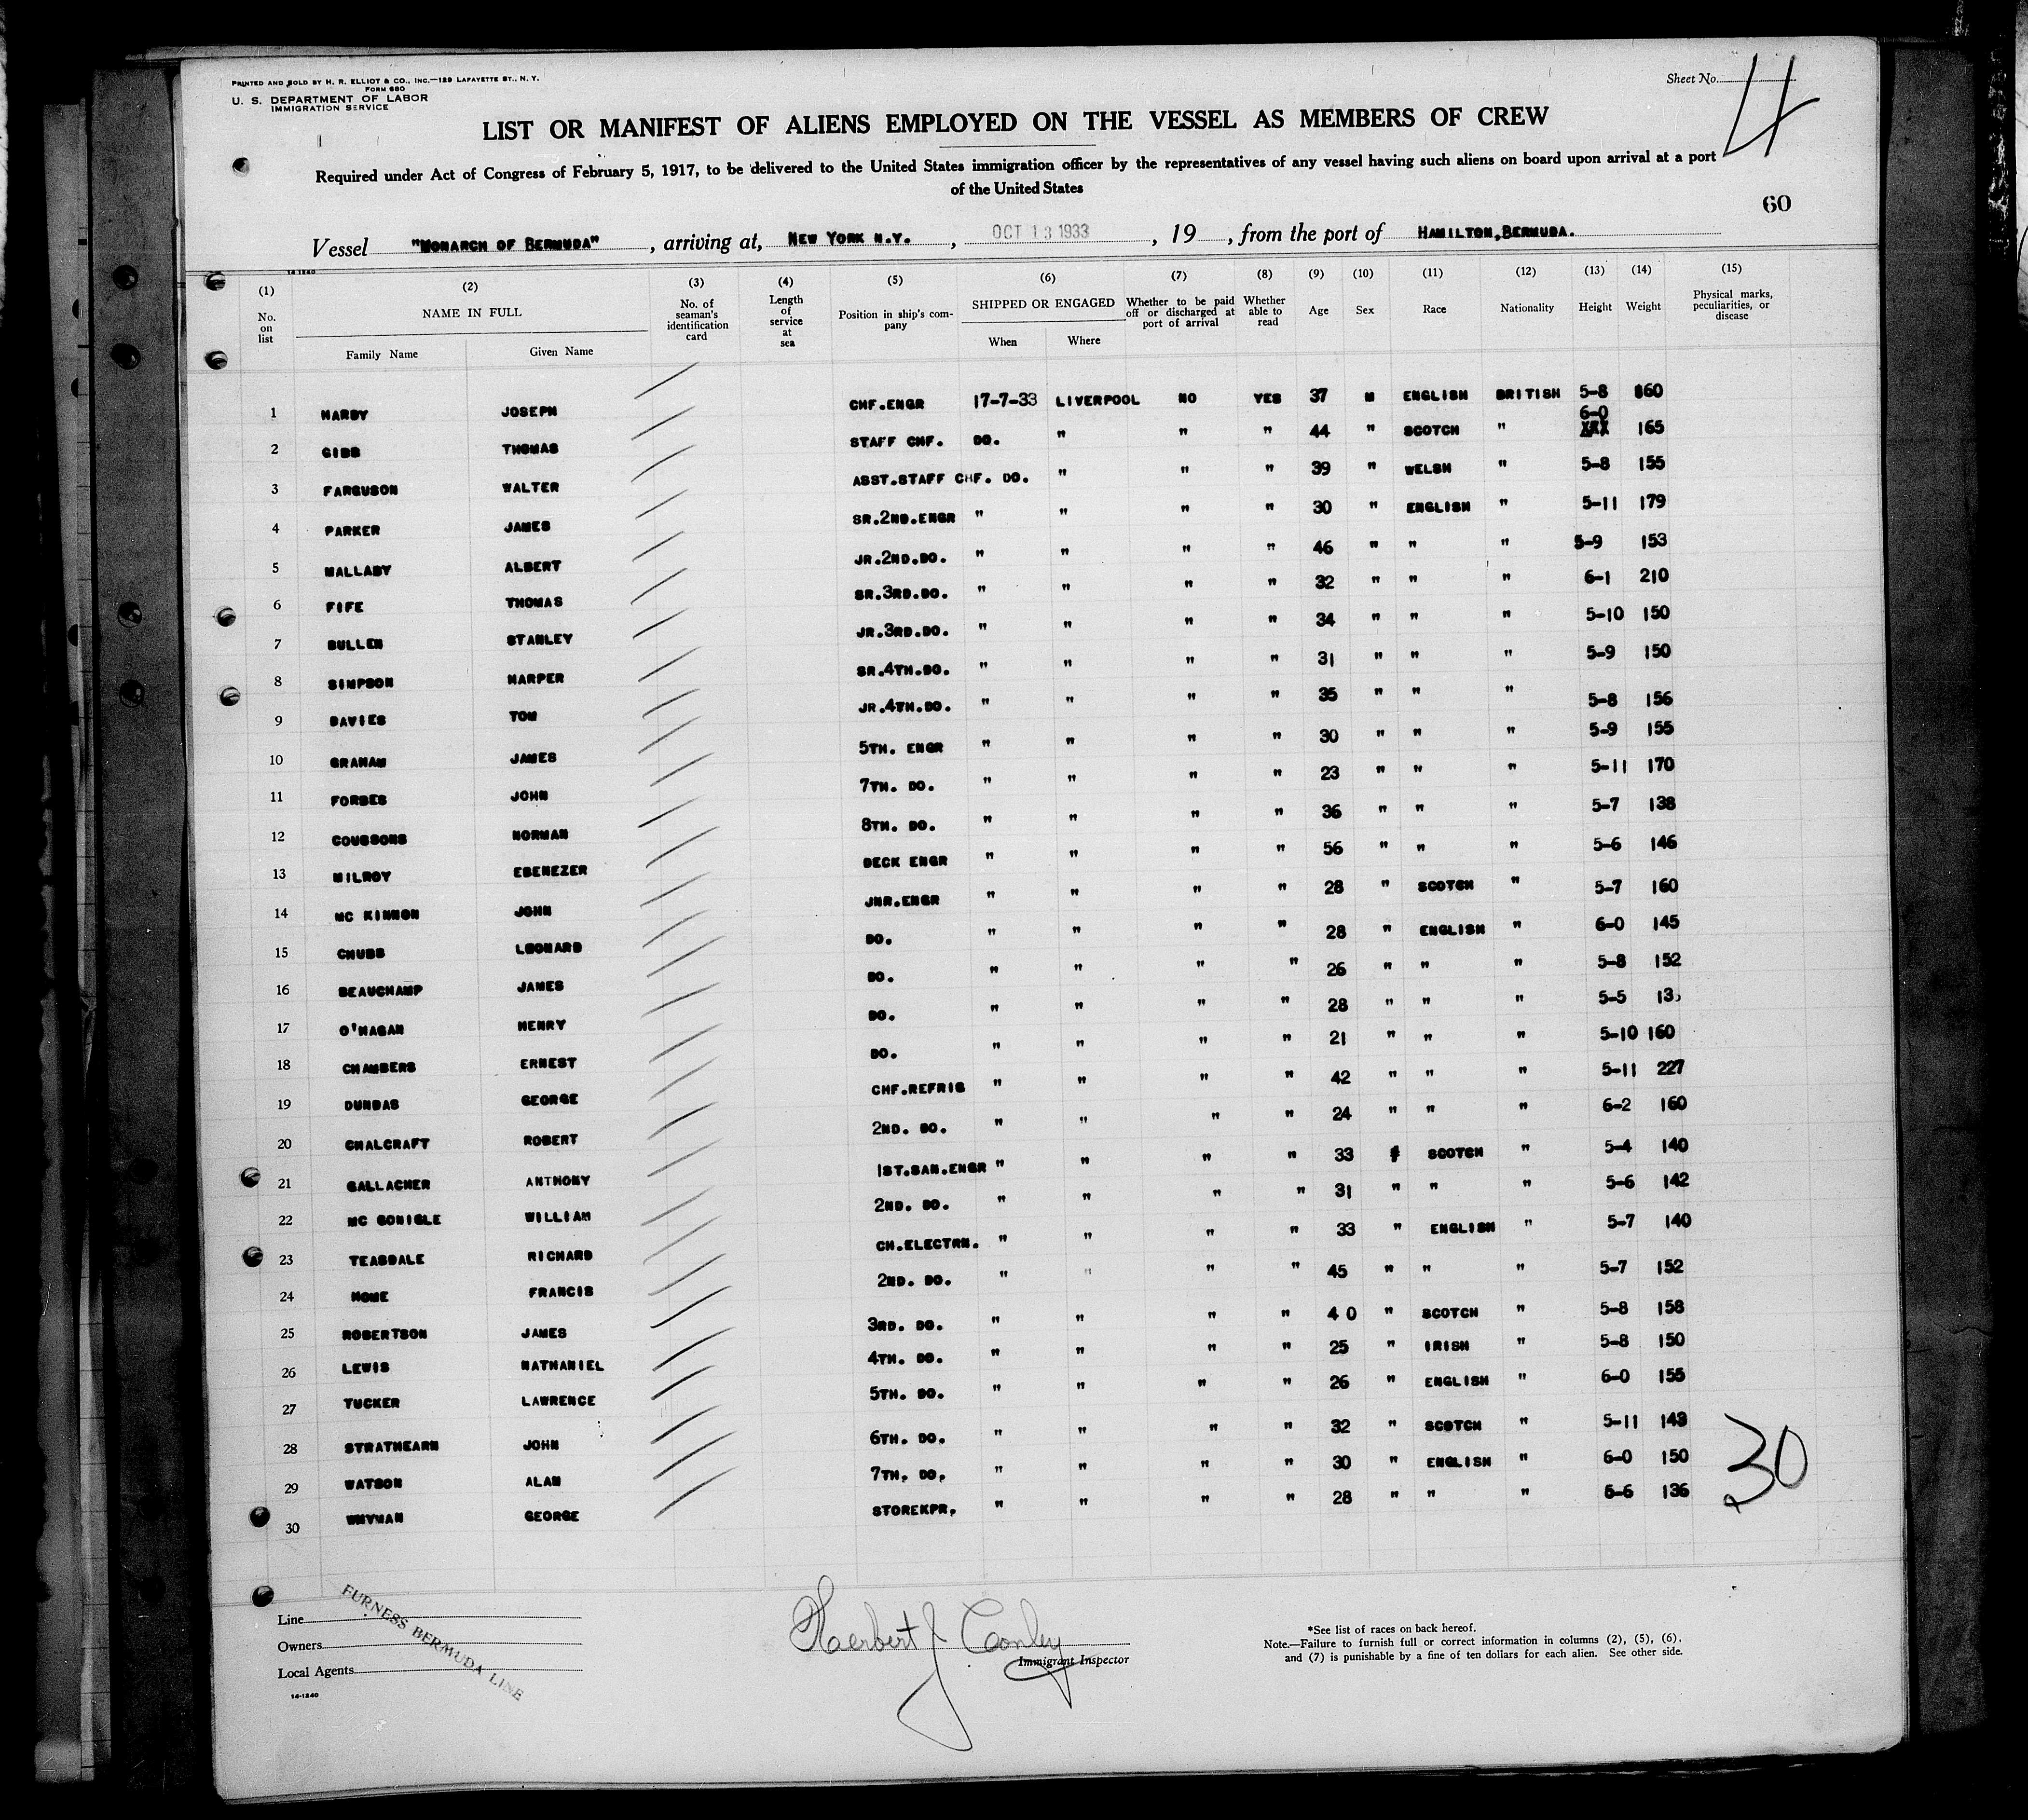 PRINTED AND SOLD BY H. R. ELLIOT & CO., INC.—129 LAFAYETTE ST., N. Y.
FORM 680
U. S. DEPARTMENT OF LABOR
IMMIGRATION SERVICE
Sheet No. 4
LIST OR MANIFEST OF ALIENS EMPLOYED ON THE VESSEL AS MEMBERS OF CREW
Required under Act of Congress of February 5, 1917, to be delivered to the United States immigration officer by the representatives of any vessel having such aliens on board upon arrival at a port
of the United States
60
Vessel "MONARCH OF BERMUDA", arriving at, NEW YORK N.Y., OCT 13 1933, 19, from the port of HAMILTON, BERMUDA.
14-1240
(1) No. on list (2) NAME IN FULL Family Name Given Name (3) No. of seaman's identification card (4) Length of service at sea (5) Position in ship's company (6) SHIPPED OR ENGAGED When Where (7) Whether to be paid off or discharged at port of arrival (8) Whether able to read (9) Age (10) Sex (11) Race (12) Nationality (13) Height (14) Weight (15) Physical marks, peculiarities, or disease
1 HARBY JOSEPH CHF.ENGR 17-7-33 LIVERPOOL NO YES 37 M ENGLISH BRITISH 5-8 160
2 GIBB THOMAS STAFF CHF. DO. " " " 44 " SCOTCH " 6-0 XXX 165
3 FARGUSON WALTER ASST.STAFF CHF. DO. " " " 39 " WELSH " 5-8 155
4 PARKER JAMES SR.2ND.ENGR " " " " 30 " ENGLISH " 5-11 179
5 MALLABY ALBERT JR.2ND.DO. " " " " 46 " " " 5-9 153
6 FIFE THOMAS SR.3RD.DO. " " " " 32 " " " 6-1 210
7 BULLEN STANLEY JR.3RD.DO. " " " " 34 " " " 5-10 150
8 SIMPSON HARPER SR.4TH.DO. " " " " 31 " " " 5-9 150
9 DAVIES TOM JR.4TH.DO. " " " " 35 " " " 5-8 156
10 GRAHAM JAMES 5TH. ENGR " " " " 30 " " " 5-9 155
11 FORBES JOHN 7TH. DO. " " " " 23 " " " 5-11 170
12 COUSSONS NORMAN 8TH. DO. " " " " 36 " " " 5-7 138
13 MILROY EBENEZER DECK ENGR " " " " 56 " " " 5-6 146
14 MC KINNON JOHN JNR.ENGR " " " " 28 " SCOTCH " 5-7 160
15 CHUBB LEONARD DO. " " " " 28 " ENGLISH " 6-0 145
16 BEAUCHAMP JAMES DO. " " " " 26 " " " 5-8 152
17 O'HAGAN HENRY DO. " " " " 28 " " " 5-5
18 CHAMBERS ERNEST DO. " " " " 21 " " " 5-10 160
19 DUNDAS GEORGE CHF.REFRIG " " " " 42 " " " 5-11 227
20 CHALCRAFT ROBERT 2ND. DO. " " " " 24 " " " 6-2 160
21 GALLAGHER ANTHONY 1ST.SAN.ENGR " " " " 33 SCOTCH " 5-4 140
22 MC GONIGLE WILLIAM 2ND. DO. " " " " 31 " " " 5-6 142
23 TEASDALE RICHARD CH.ELECTRN. " " " " 33 " ENGLISH " 5-7 140
24 HOME FRANCIS 2ND. DO. " " " " 45 " " " 5-7 152
25 ROBERTSON JAMES 3RD. DO. " " " " 40 " SCOTCH " 5-8 158
26 LEWIS NATHANIEL 4TH. DO. " " " " 25 " IRISH " 5-8 150
27 TUCKER LAWRENCE 5TH. DO. " " " " 26 " ENGLISH " 6-0 155
28 STRATHEARN JOHN 6TH. DO. " " " " 32 " SCOTCH " 5-11 143
29 WATSON ALAN 7TH. DO. " " " " 30 " ENGLISH " 6-0 150
30 WHYMAN GEORGE STOREKPR. " " " " 28 " " " 5-6 136
30
Line
Owners
Local Agents
FURNESS BERMUDA LINE
14-1240
Herbert J Conley
Immigrant Inspector
*See list of races on back hereof.
Note.—Failure to furnish full or correct information in columns (2), (5), (6),
and (7) is punishable by a fine of ten dollars for each alien. See other side.